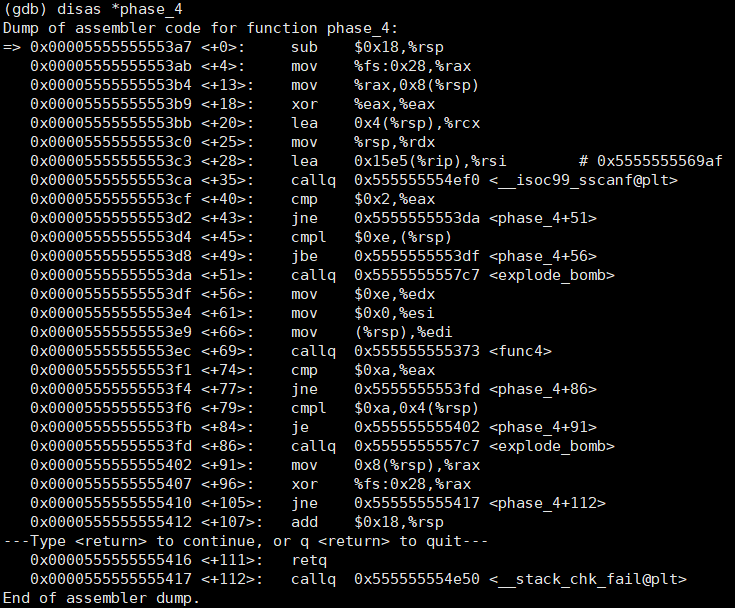 (gdb) disas *phase_4
Dump of assembler code for function phase_4:
=> 0x00005555555553a7 <+0>:     sub    $0x18,%rsp
   0x00005555555553ab <+4>:     mov    %fs:0x28,%rax
   0x00005555555553b4 <+13>:    mov    %rax,0x8(%rsp)
   0x00005555555553b9 <+18>:    xor    %eax,%eax
   0x00005555555553bb <+20>:    lea    0x4(%rsp),%rcx
   0x00005555555553c0 <+25>:    mov    %rsp,%rdx
   0x00005555555553c3 <+28>:    lea    0x15e5(%rip),%rsi        # 0x5555555569af
   0x00005555555553ca <+35>:    callq  0x555555554ef0 <__isoc99_sscanf@plt>
   0x00005555555553cf <+40>:    cmp    $0x2,%eax
   0x00005555555553d2 <+43>:    jne    0x5555555553da <phase_4+51>
   0x00005555555553d4 <+45>:    cmpl   $0xe,(%rsp)
   0x00005555555553d8 <+49>:    jbe    0x5555555553df <phase_4+56>
   0x00005555555553da <+51>:    callq  0x5555555557c7 <explode_bomb>
   0x00005555555553df <+56>:    mov    $0xe,%edx
   0x00005555555553e4 <+61>:    mov    $0x0,%esi
   0x00005555555553e9 <+66>:    mov    (%rsp),%edi
   0x00005555555553ec <+69>:    callq  0x555555555373 <func4>
   0x00005555555553f1 <+74>:    cmp    $0xa,%eax
   0x00005555555553f4 <+77>:    jne    0x5555555553fd <phase_4+86>
   0x00005555555553f6 <+79>:    cmpl   $0xa,0x4(%rsp)
   0x00005555555553fb <+84>:    je     0x555555555402 <phase_4+91>
   0x00005555555553fd <+86>:    callq  0x5555555557c7 <explode_bomb>
   0x0000555555555402 <+91>:    mov    0x8(%rsp),%rax
   0x0000555555555407 <+96>:    xor    %fs:0x28,%rax
   0x0000555555555410 <+105>:   jne    0x555555555417 <phase_4+112>
   0x0000555555555412 <+107>:   add    $0x18,%rsp
---Type <return> to continue, or q <return> to quit---
   0x0000555555555416 <+111>:   retq
   0x0000555555555417 <+112>:   callq  0x555555554e50 <__stack_chk_fail@plt>
End of assembler dump.